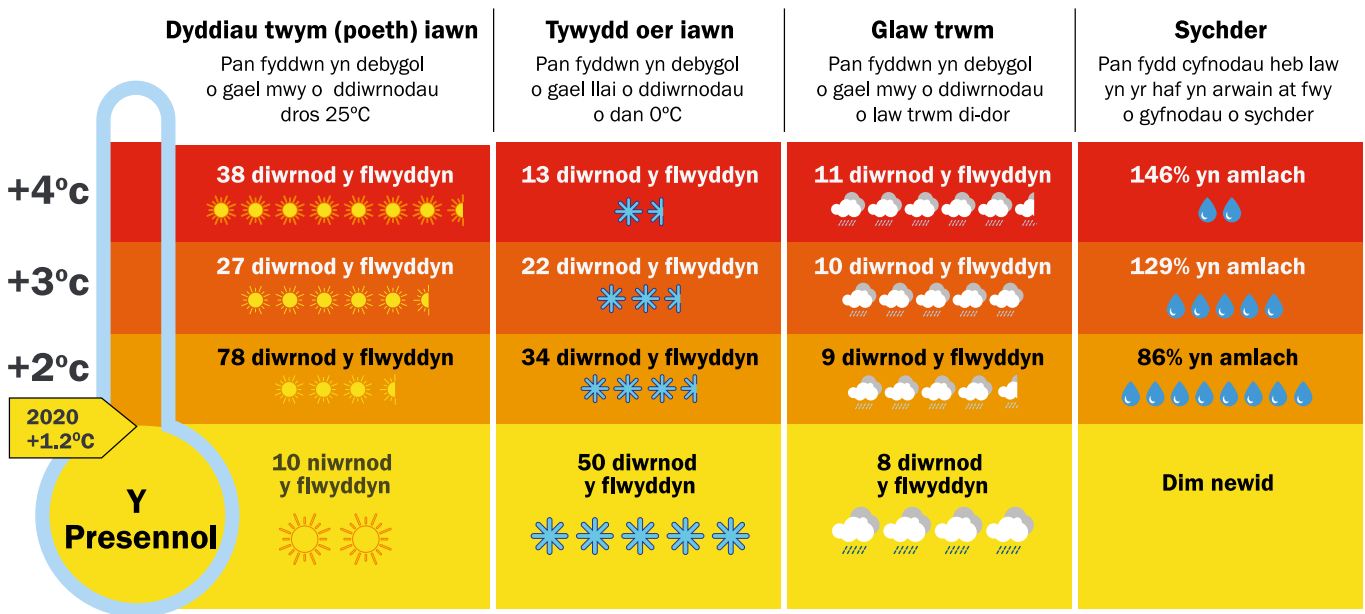 Dyddiau twym (poeth) iawn
Pan fyddwn yn debygol
o gael mwy o ddiwrnodau
dros 25ºC
Tywydd oer iawn
Pan fyddwn yn debygol
o gael llai o ddiwrnodau
o dan 0ºC
Glaw trwm
Pan fyddwn yn debygol
o gael mwy o ddiwrnodau
o law trwm di-dor
Sychder
Pan fydd cyfnodau heb law
yn yr haf yn arwain at fwy
o gyfnodau o sychder
+4ºc
38 diwrnod y flwyddyn
13 diwrnod y flwyddyn
11 diwrnod y flwyddyn
146% yn amlach
+3ºc
27 diwrnod y flwyddyn
22 diwrnod y flwyddyn
10 diwrnod y flwyddyn
129% yn amlach
+2ºc
78 diwrnod y flwyddyn
34 diwrnod y flwyddyn
9 diwrnod y flwyddyn
86% yn amlach
2020
+1.2ºC
Y
Presennol
10 niwrnod
y flwyddyn
50 diwrnod
y flwyddyn
8 diwrnod
y flwyddyn
Dim newid